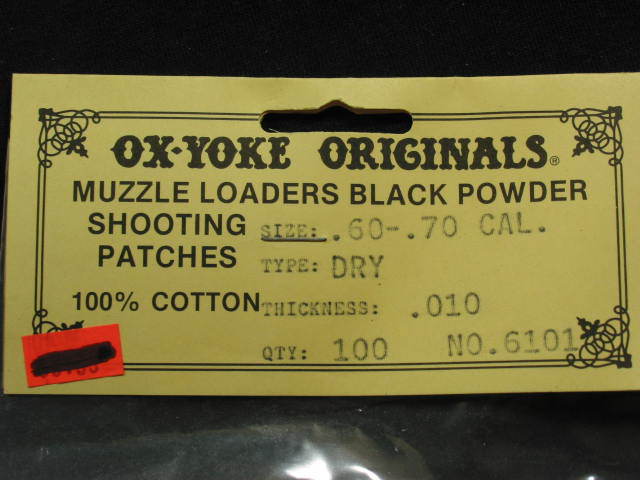 OX-YOKE ORIGINALS®
MUZZLE LOADERS BLACK POWDER
SHOOTING PATCHES
SIZE: .60-.70 CAL.
TYPE: DRY
100% COTTON
THICKNESS: .010
QTY: 100 NO.6101